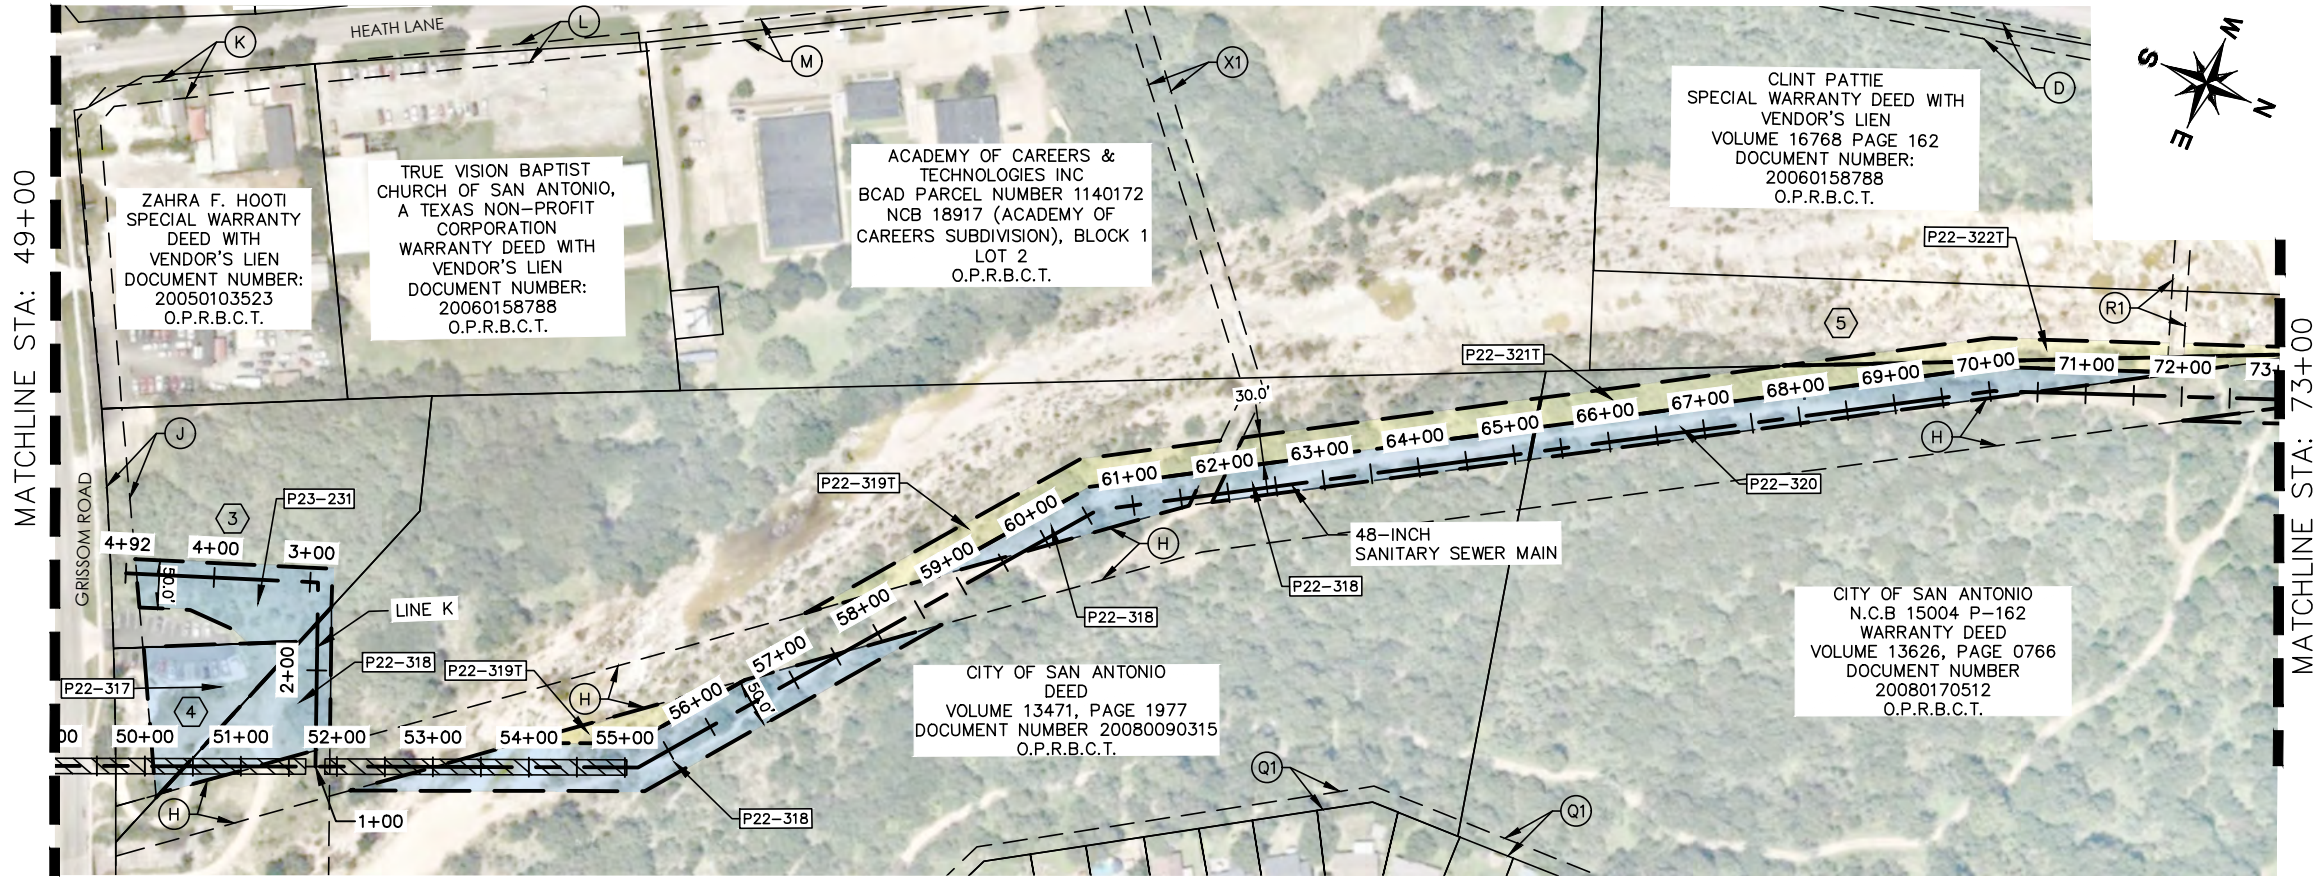 HEATH LANE
K
L
M
X1
D
W
S
N
E
CLINT PATTIE
SPECIAL WARRANTY DEED WITH
VENDOR'S LIEN
VOLUME 16768 PAGE 162
DOCUMENT NUMBER:
20060158788
O.P.R.B.C.T.
ACADEMY OF CAREERS &
TECHNOLOGIES INC
BCAD PARCEL NUMBER 1140172
NCB 18917 (ACADEMY OF
CAREERS SUBDIVISION), BLOCK 1
LOT 2
O.P.R.B.C.T.
TRUE VISION BAPTIST
CHURCH OF SAN ANTONIO,
A TEXAS NON-PROFIT
CORPORATION
WARRANTY DEED WITH
VENDOR'S LIEN
DOCUMENT NUMBER:
20060158788
O.P.R.B.C.T.
ZAHRA F. HOOTI
SPECIAL WARRANTY
DEED WITH
VENDOR'S LIEN
DOCUMENT NUMBER:
20050103523
O.P.R.B.C.T.
MATCHLINE STA: 49+00
P22-322T
R1
5
P22-321T
MATCHLINE STA: 73+00
30.0'
J
GRISSOM ROAD
3
P23-231
4+92
4+00
3+00
50.0'
LINE K
2+00
P22-318
P22-317
4
P22-319T
H
P22-319T
00
50+00
51+00
52+00
53+00
54+00
55+00
56+00
57+00
58+00
59+00
60+00
61+00
62+00
63+00
64+00
65+00
66+00
67+00
68+00
69+00
70+00
71+00
72+00
73+
50.0'
H
1+00
P22-318
P22-318
H
P22-318
48-INCH
SANITARY SEWER MAIN
P22-320
H
CITY OF SAN ANTONIO
DEED
VOLUME 13471, PAGE 1977
DOCUMENT NUMBER 20080090315
O.P.R.B.C.T.
CITY OF SAN ANTONIO
N.C.B 15004 P-162
WARRANTY DEED
VOLUME 13626, PAGE 0766
DOCUMENT NUMBER
20080170512
O.P.R.B.C.T.
Q1
Q1